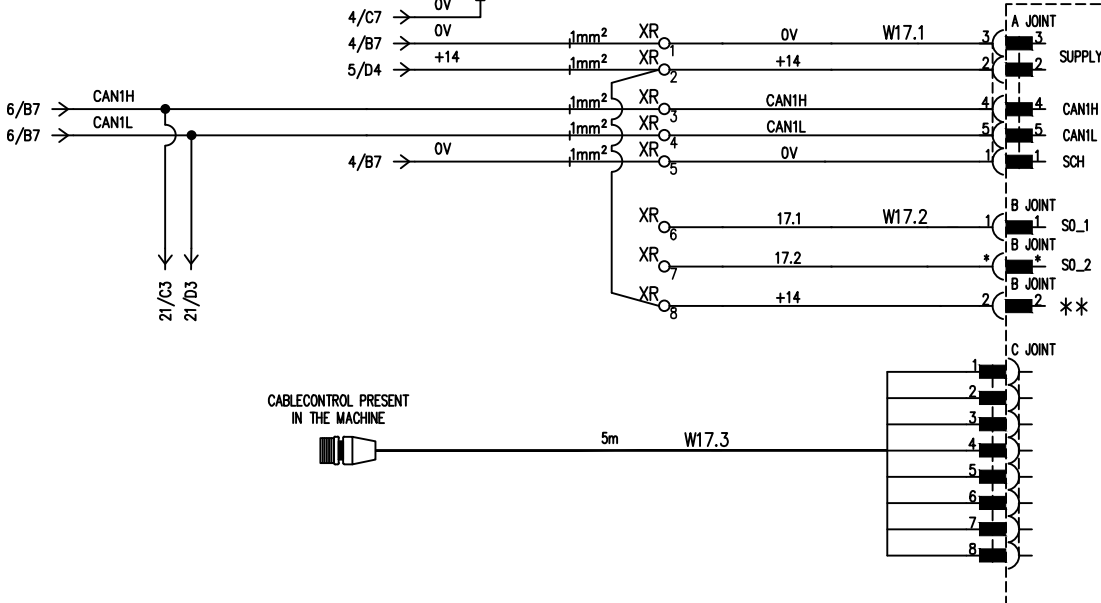 4/C7 0V
4/B7 0V 1mm² XR 1 0V W17.1 3 3 A JOINT
5/D4 +14 1mm² XR 2 +14 2 2 SUPPLY
6/B7 CAN1H 1mm² XR 3 CAN1H 4 4 CAN1H
6/B7 CAN1L 1mm² XR 4 CAN1L 5 5 CAN1L
4/B7 0V 1mm² XR 5 0V 1 1 SCH
B JOINT
XR 6 17.1 W17.2 1 1 SO_1
B JOINT
XR 7 17.2 * * SO_2
B JOINT
XR 8 +14 2 2 **
21/C3
21/D3
C JOINT
1
2
3
4
5
6
7
8
CABLECONTROL PRESENT
IN THE MACHINE
5m W17.3